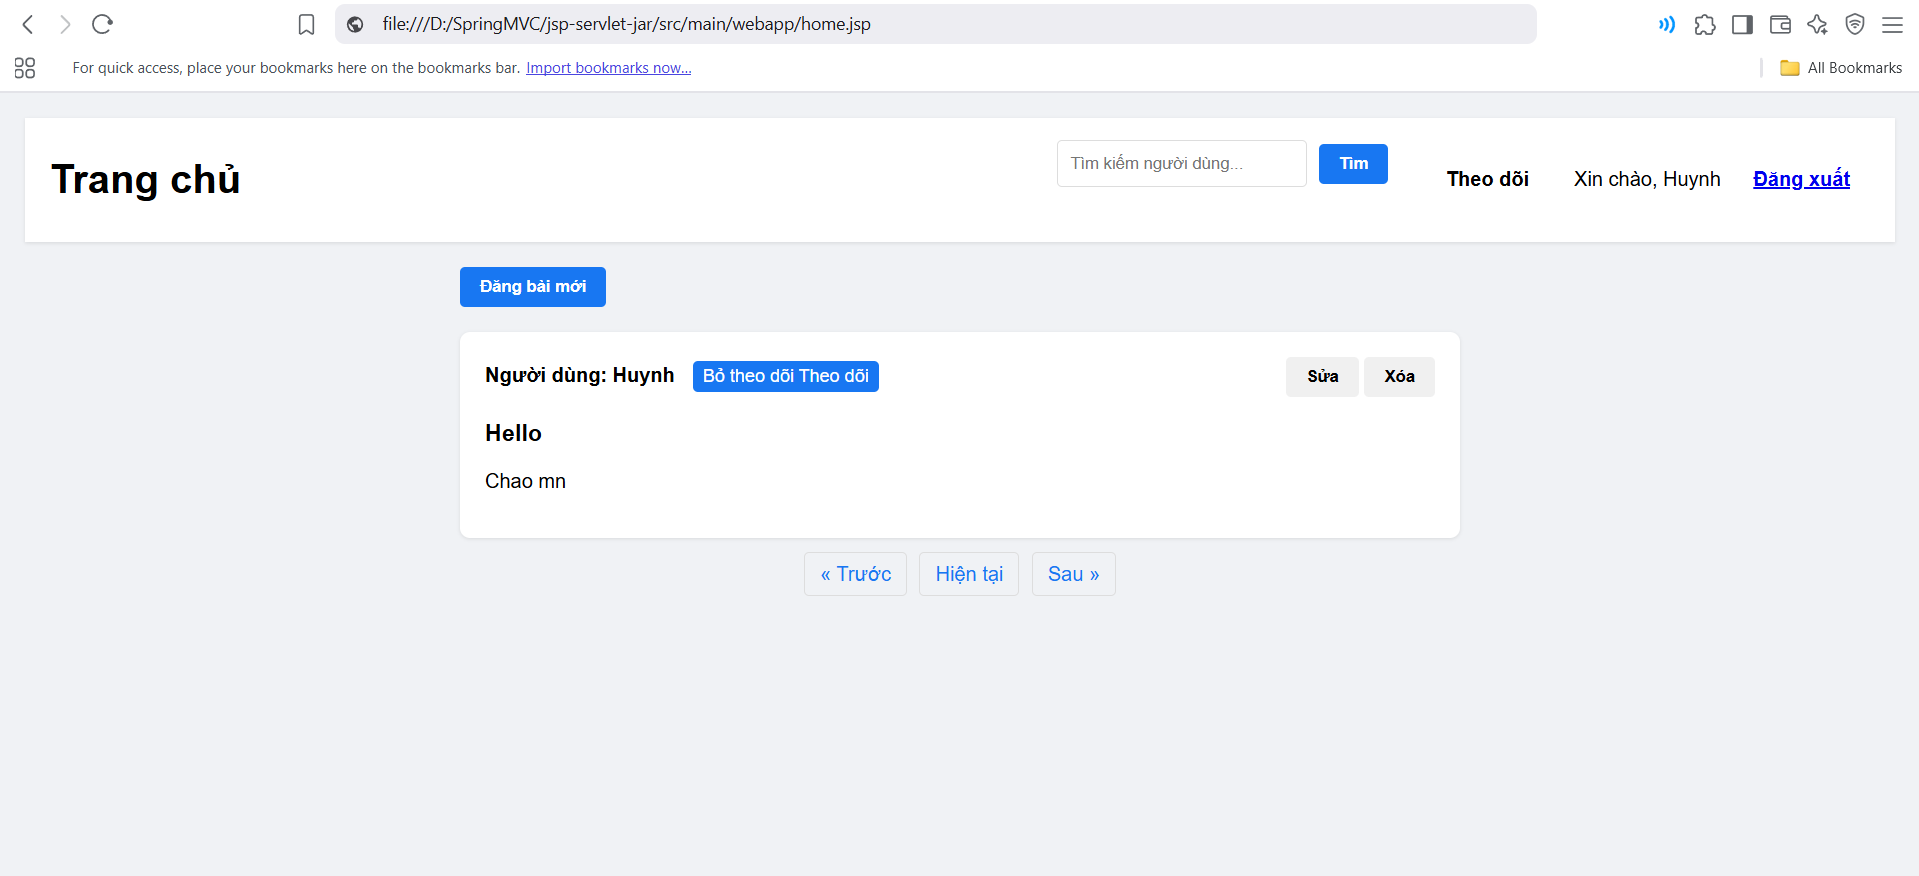 file:///D:/SpringMVC/jsp-servlet-jar/src/main/webapp/home.jsp
For quick access, place your bookmarks here on the bookmarks bar. Import bookmarks now...
All Bookmarks
Trang chủ
Tìm kiếm người dùng...
Tìm
Theo dõi
Xin chào, Huynh
Đăng xuất
Đăng bài mới
Người dùng: Huynh
Bỏ theo dõi Theo dõi
Sửa
Xóa
Hello
Chao mn
« Trước
Hiện tại
Sau »